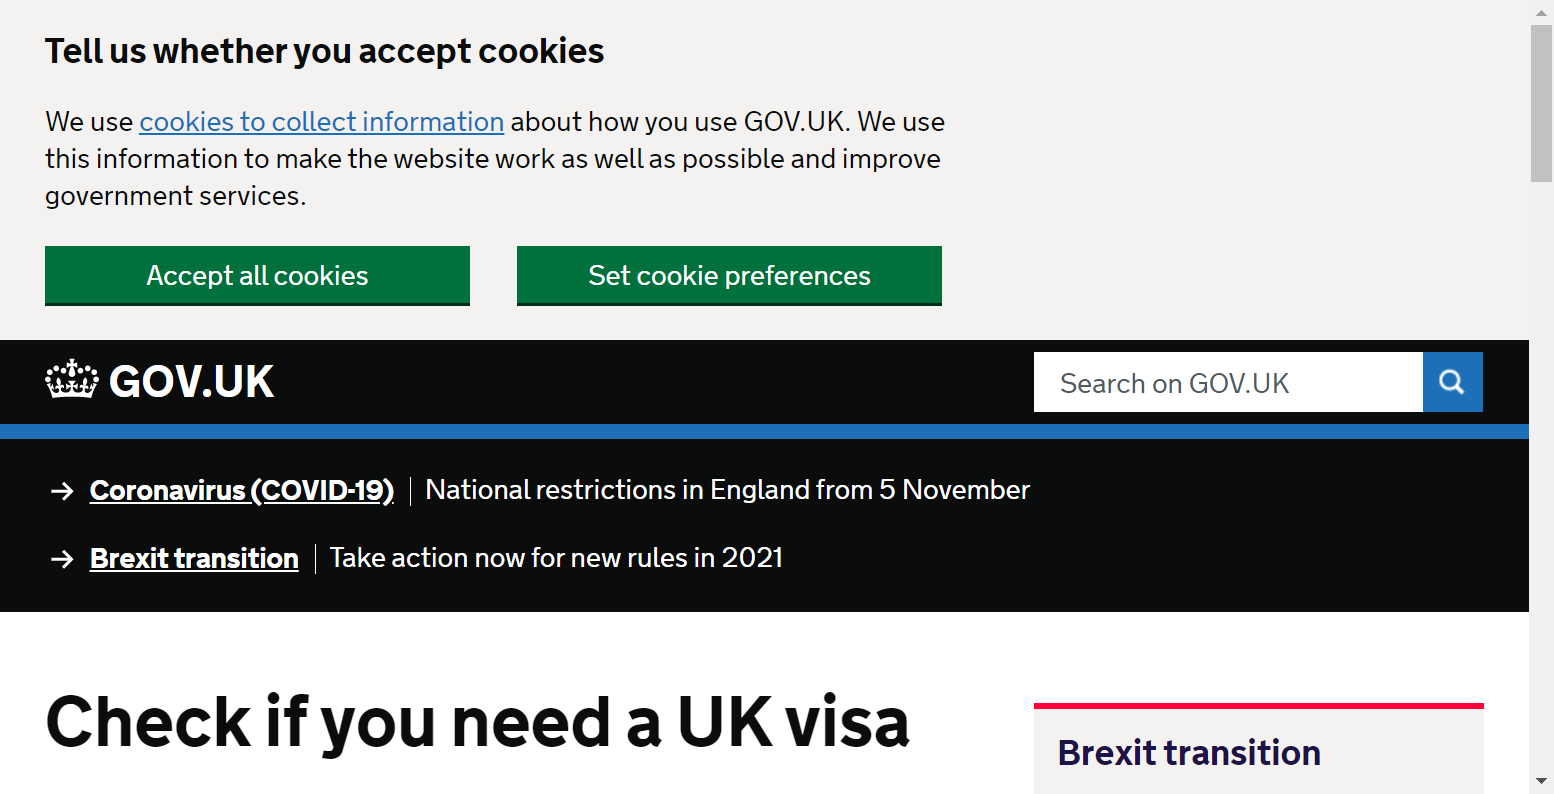 Tell us whether you accept cookies
We use cookies to collect information about how you use GOV.UK. We use
this information to make the website work as well as possible and improve
government services.
Accept all cookies
Set cookie preferences
GOV.UK
Search on GOV.UK
→ Coronavirus (COVID-19) | National restrictions in England from 5 November
→ Brexit transition | Take action now for new rules in 2021
Check if you need a UK visa
Brexit transition